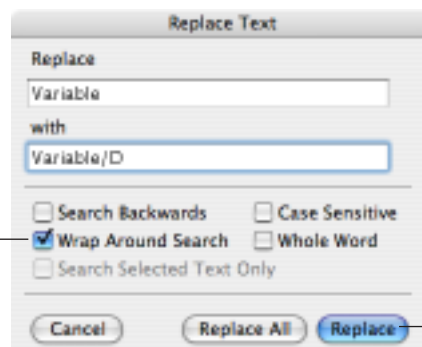 Replace Text
Replace
Variable
with
Variable/D
Search Backwards Case Sensitive
Wrap Around Search Whole Word
Search Selected Text Only
Cancel Replace All Replace